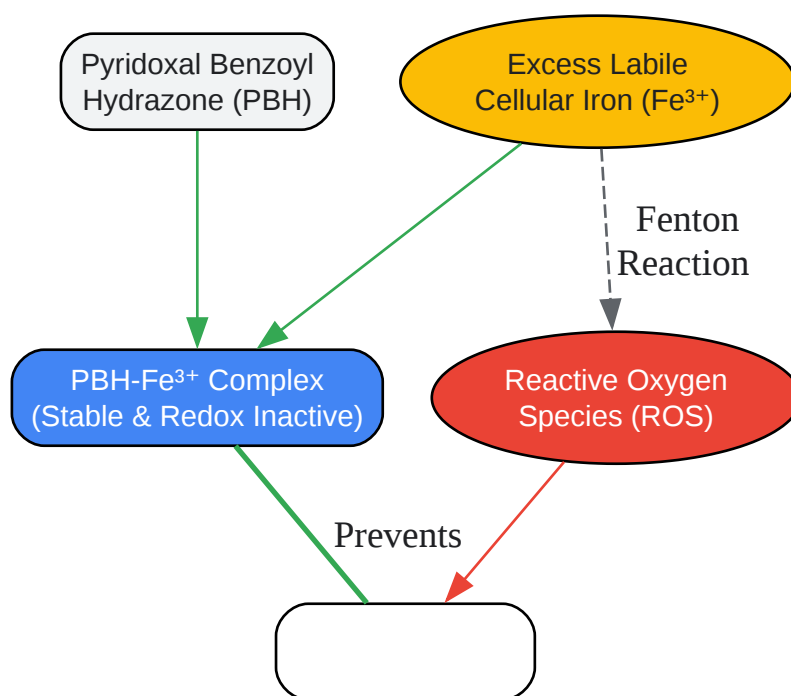 Pyridoxal Benzoyl
Hydrazone (PBH)
Excess Labile
Cellular Iron (Fe³⁺)
Fenton
Reaction
PBH-Fe³⁺ Complex
(Stable & Redox Inactive)
Reactive Oxygen
Species (ROS)
Prevents